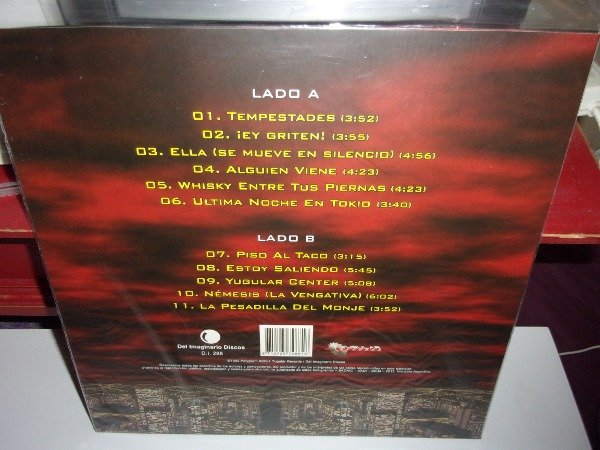 LADO A
01. TEMPESTADES (3:52)
02. ¡EY GRITEN! (3:55)
03. ELLA (SE MUEVE EN SILENCIO) (4:56)
04. ALGUIEN VIENE (4:23)
05. WHISKY ENTRE TUS PIERNAS (4:23)
06. ULTIMA NOCHE EN TOKIO (3:40)
LADO B
07. PISO AL TACO (3:15)
08. ESTOY SALIENDO (5:45)
09. YUGULAR CENTER (5:08)
10. NÉMESIS (LA VENGATIVA) (6:02)
11. LA PESADILLA DEL MONJE (3:52)
Del Imaginario Discos
D.I. 288